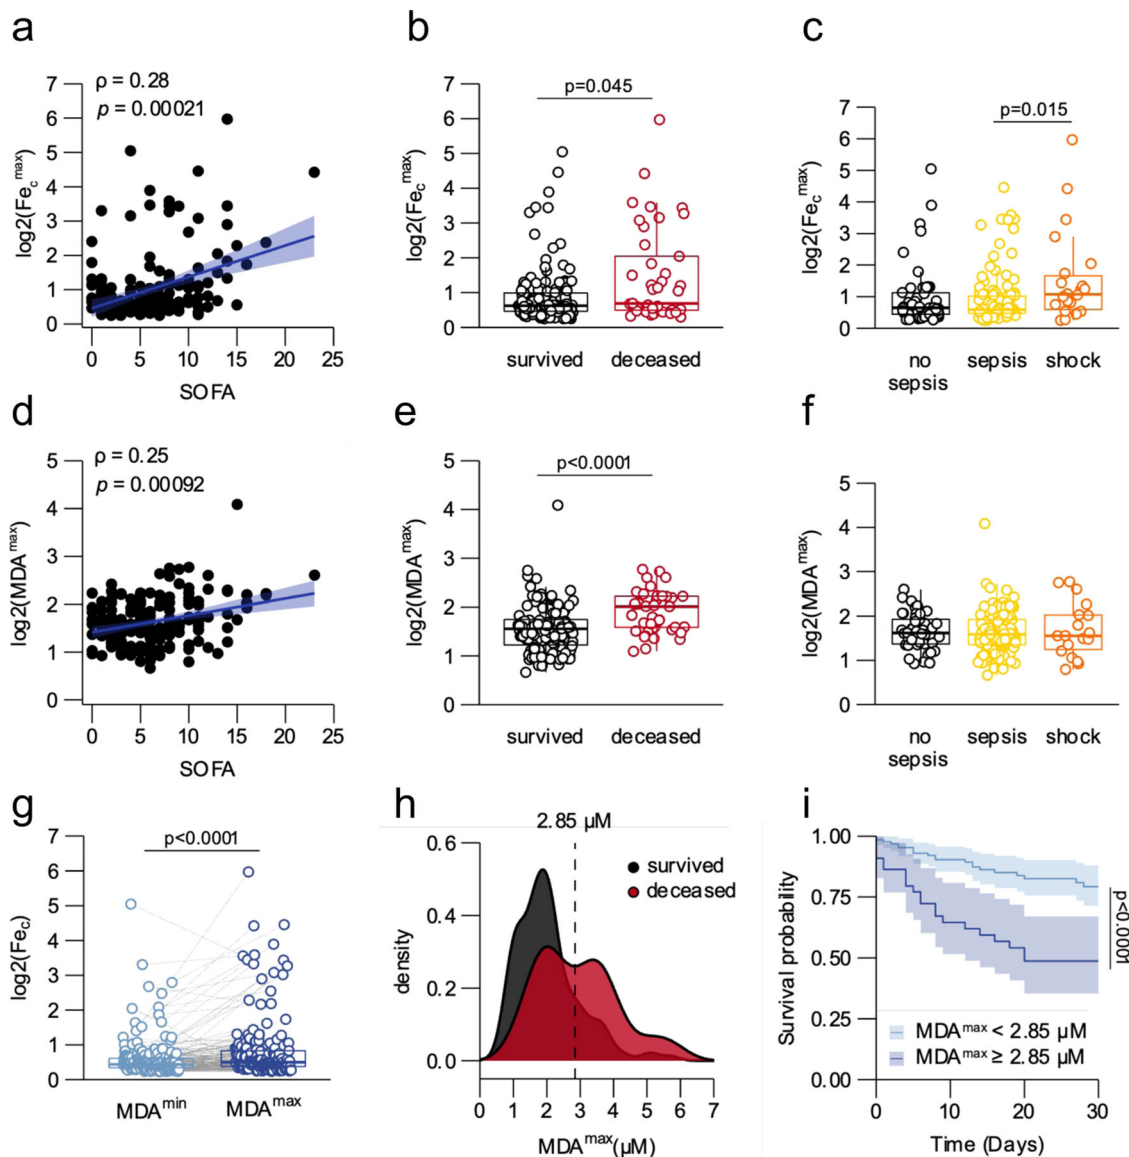 a
ρ = 0.28
p = 0.00021
log2(Fe_c^max)
7
6
5
4
3
2
1
0
0 5 10 15 20 25
SOFA
b
p=0.045
log2(Fe_c^max)
7
6
5
4
3
2
1
0
survived deceased
c
p=0.015
log2(Fe_c^max)
7
6
5
4
3
2
1
0
no sepsis shock
sepsis
d
ρ = 0.25
p = 0.00092
log2(MDA^max)
5
4
3
2
1
0
0 5 10 15 20 25
SOFA
e
p<0.0001
log2(MDA^max)
5
4
3
2
1
0
survived deceased
f
log2(MDA^max)
5
4
3
2
1
0
no sepsis shock
sepsis
g
p<0.0001
log2(Fe_c)
7
6
5
4
3
2
1
0
MDA^min MDA^max
h
2.85 µM
survived
deceased
density
0.6
0.4
0.2
0.0
0 1 2 3 4 5 6 7
MDA^max(µM)
i
Survival probability
1.00
0.75
0.50
0.25
0.00
p<0.0001
MDA^max < 2.85 µM
MDA^max ≥ 2.85 µM
0 10 20 30
Time (Days)